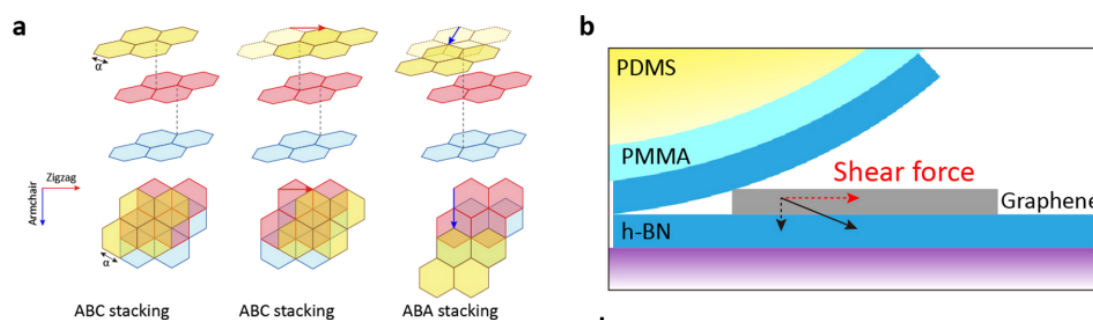 a
α
Zigzag
Armchair
α
ABC stacking
ABC stacking
ABA stacking
b
PDMS
PMMA
Shear force
Graphene
h-BN